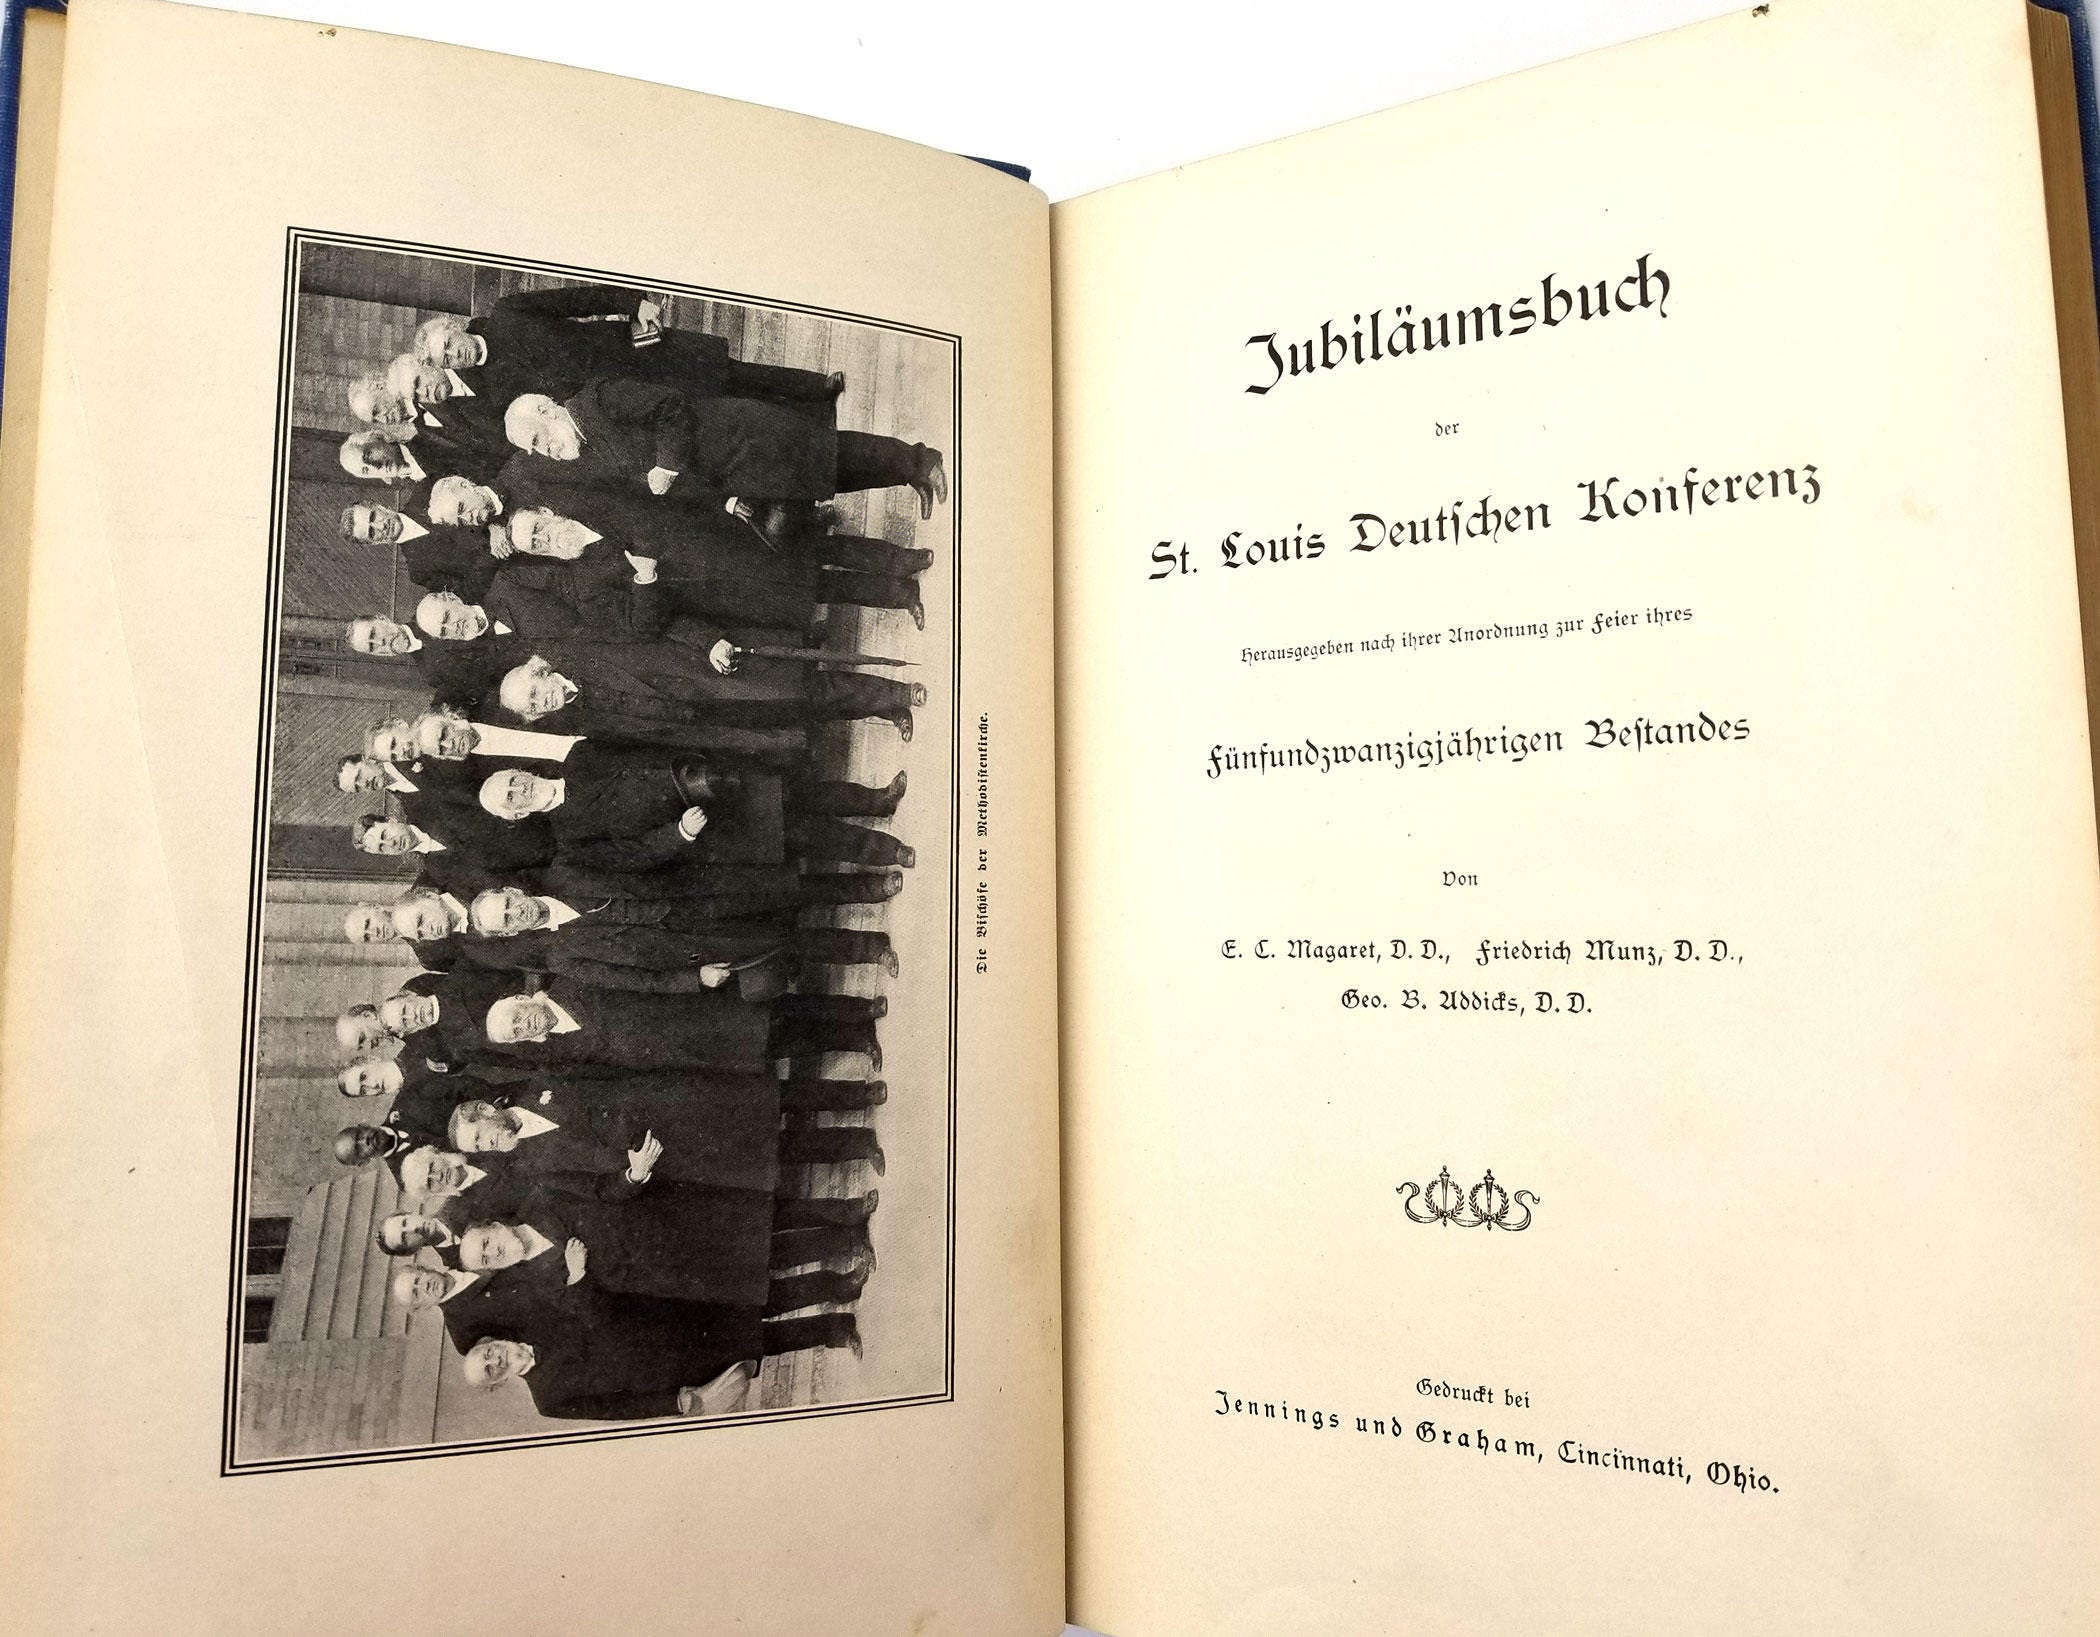 Die Bischöfe der Methodistenkirche.
Jubiläumsbuch
der
St. Louis Deutſchen Konferenz
Herausgegeben nach ihrer Anordnung zur Feier ihres
Fünfundzwanzigjährigen Beſtandes
Von
E. C. Magaret, D. D., Friedrich Munz, D. D.,
Geo. B. Addicks, D. D.
Gedruckt bei
Jennings und Graham, Cincinnati, Ohio.